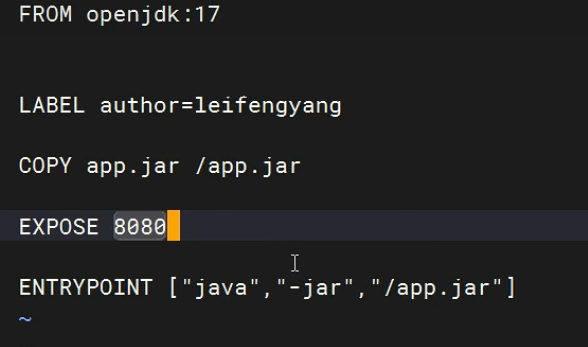 FROM openjdk:17
LABEL author=leifengyang
COPY app.jar /app.jar
EXPOSE 8080
ENTRYPOINT ["java","-jar","/app.jar"]
~